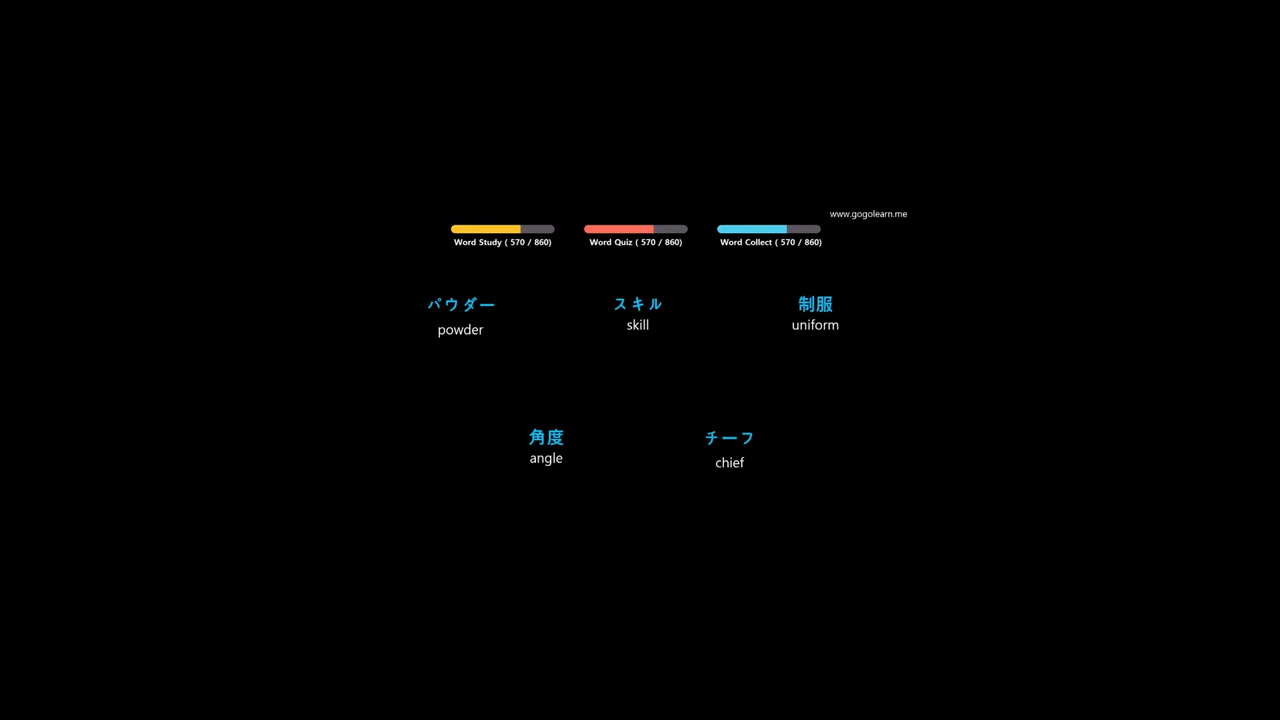 www.gogolearn.me
Word Study ( 570 / 860)
Word Quiz ( 570 / 860)
Word Collect ( 570 / 860)
パウダー
powder
スキル
skill
制服
uniform
角度
angle
チーフ
chief